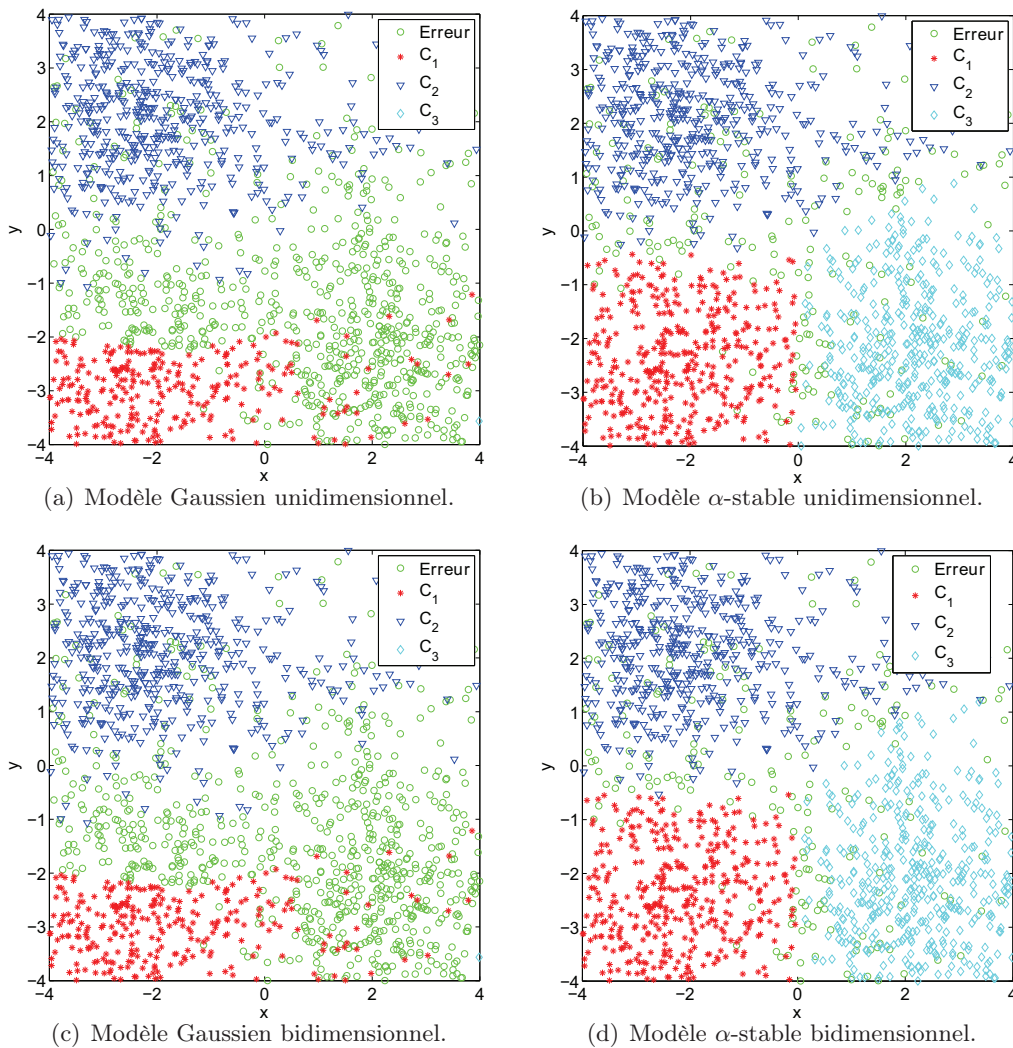 4
3
2
1
0
−1
−2
−3
−4
y
−4 −2 0 2 4
x
Erreur
C1
C2
C3
(a) Modèle Gaussien unidimensionnel.
4
3
2
1
0
−1
−2
−3
−4
y
−4 −2 0 2 4
x
Erreur
C1
C2
C3
(b) Modèle α-stable unidimensionnel.
4
3
2
1
0
−1
−2
−3
−4
y
−4 −2 0 2 4
x
Erreur
C1
C2
C3
(c) Modèle Gaussien bidimensionnel.
4
3
2
1
0
−1
−2
−3
−4
y
−4 −2 0 2 4
x
Erreur
C1
C2
C3
(d) Modèle α-stable bidimensionnel.